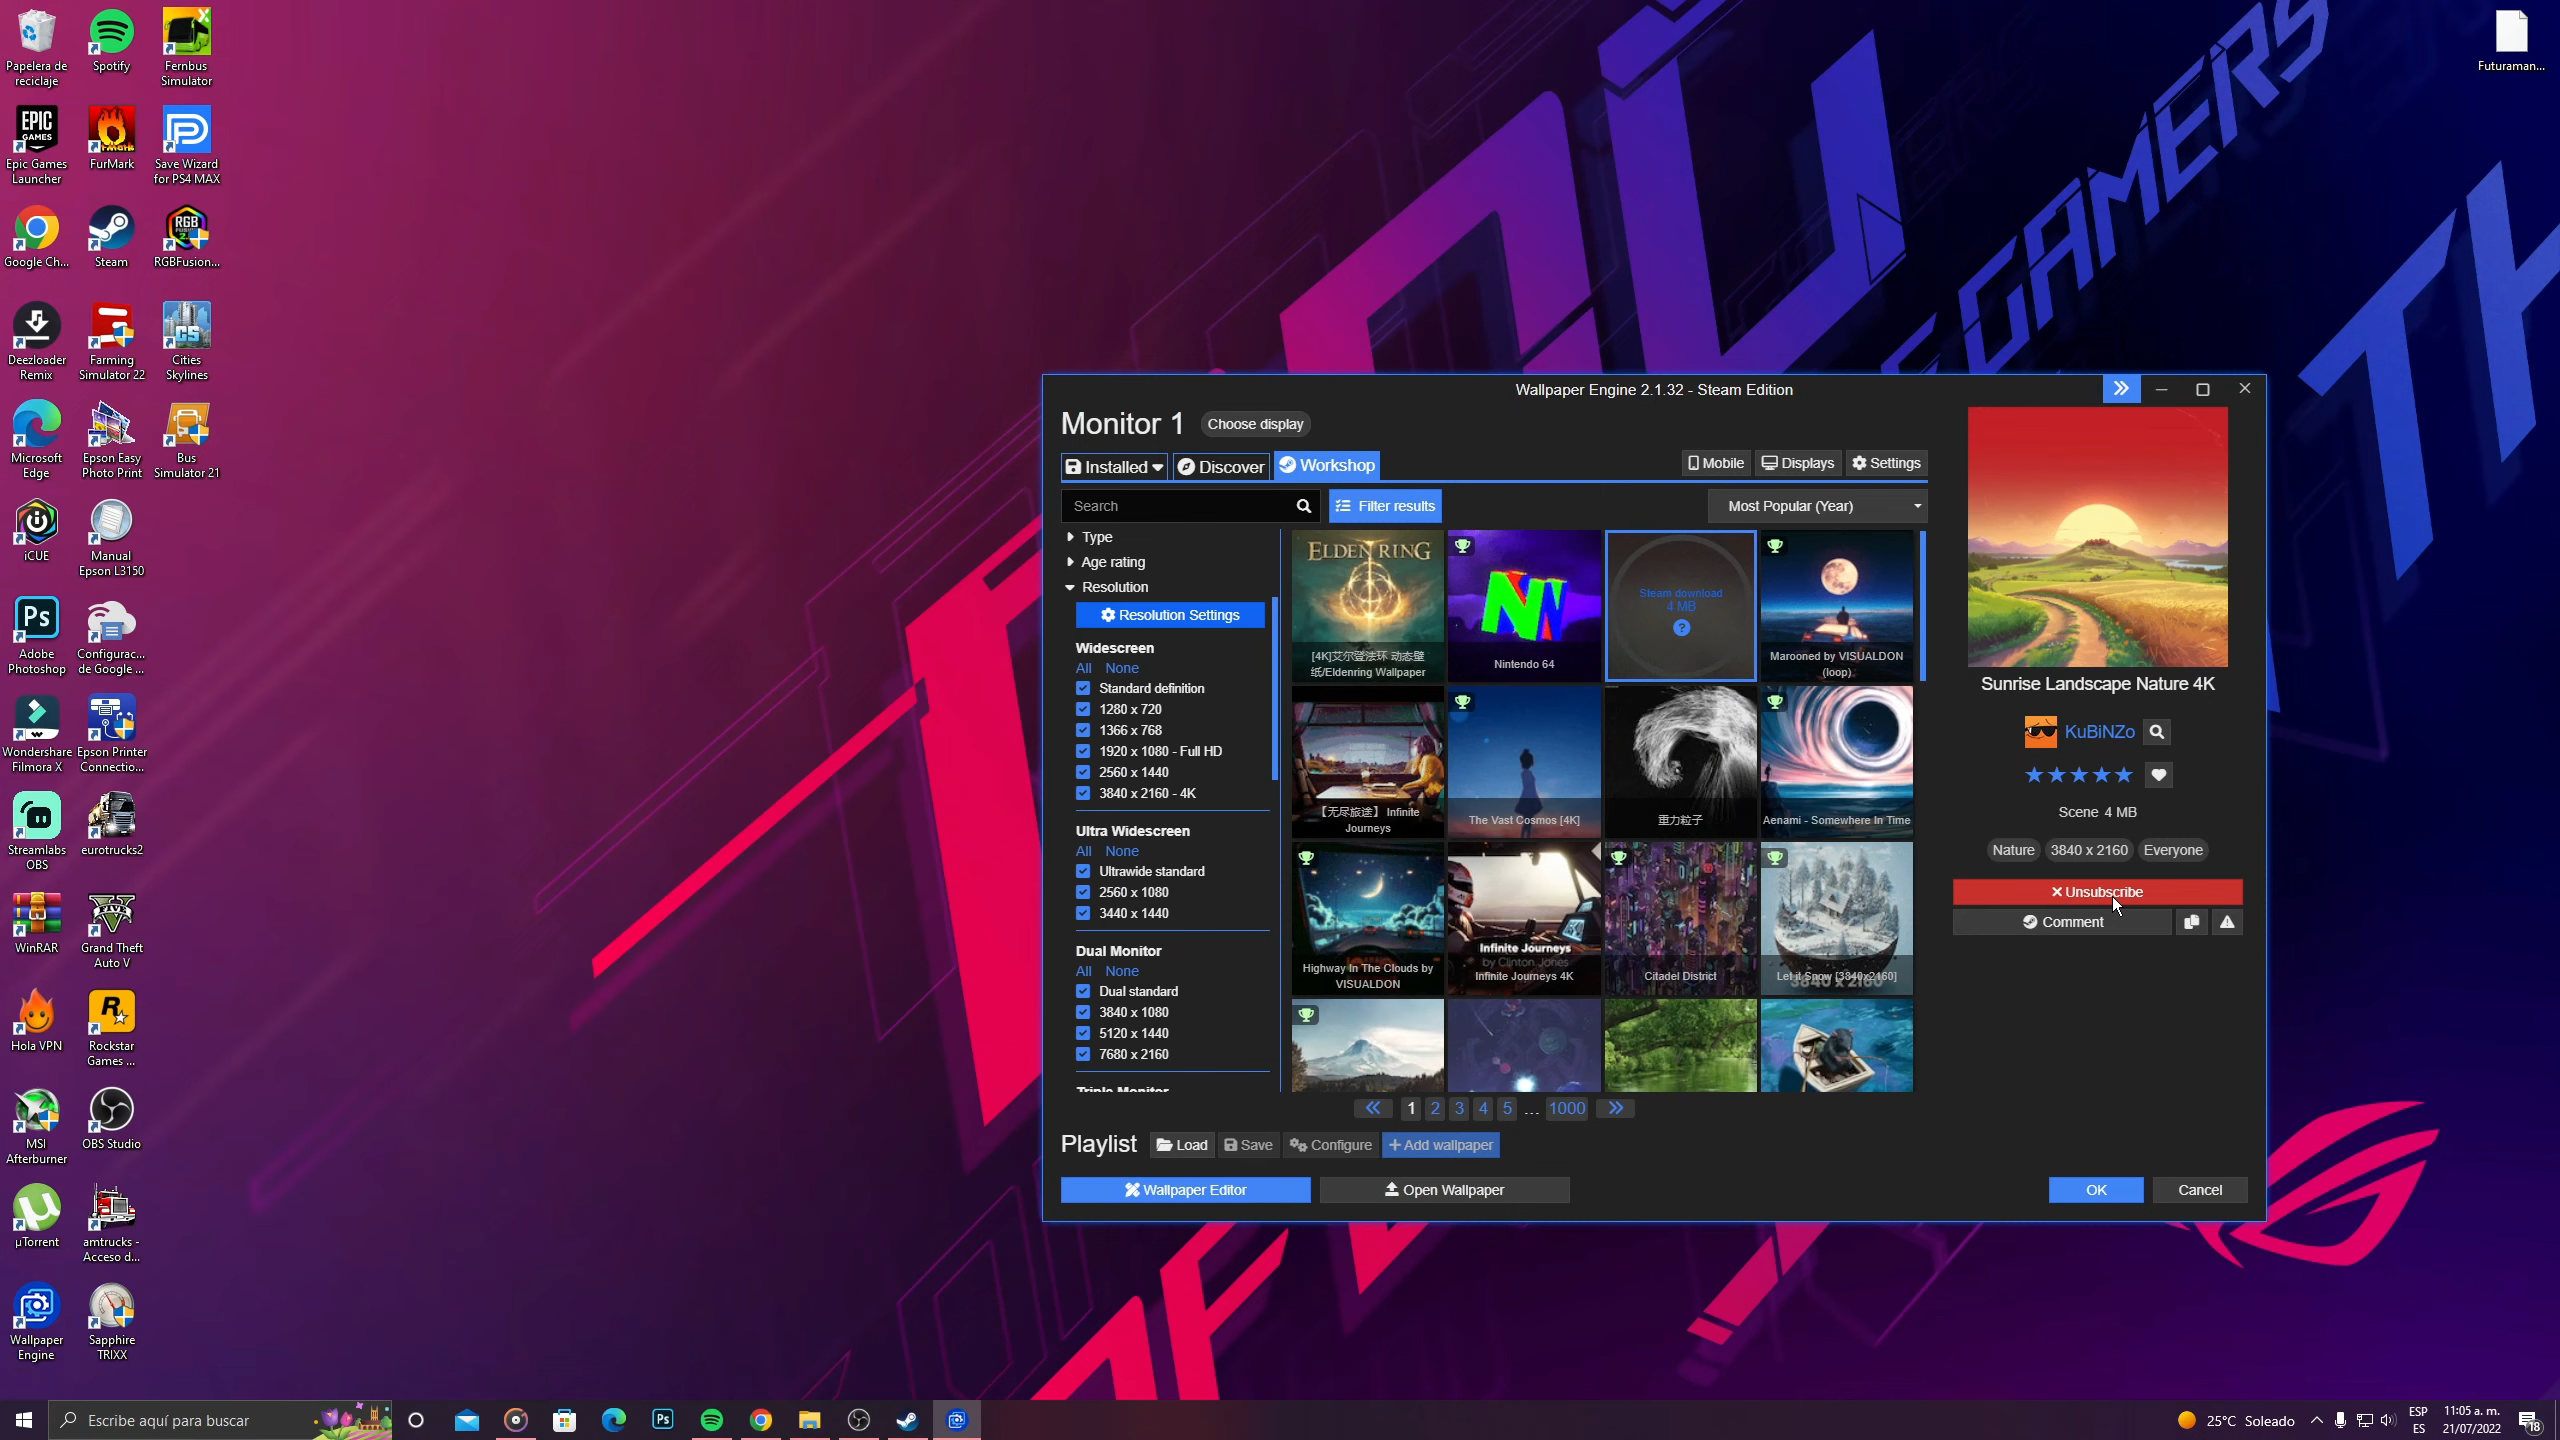 Papelera de
reciclaje
Spotify
Fernbus
Simulator
Futuraman...
EPIC
GAMES
Epic Games
Launcher
FurMark
Save Wizard
for PS4 MAX
Google Ch...
Steam
RGB
RGBFusion...
Deezloader
Remix
Farming
Simulator 22
CS
Cities
Skylines
Microsoft
Edge
Epson Easy
Photo Print
Bus
Simulator 21
iCUE
Manual
Epson L3150
Ps
Adobe
Photoshop
Configurac...
de Google ...
Wondershare
Filmora X
Epson Printer
Connectio...
Streamlabs
OBS
eurotrucks2
WinRAR
FIVE
Grand Theft
Auto V
Hola VPN
Rockstar
Games ...
MSI
Afterburner
OBS Studio
µTorrent
amtrucks -
Acceso d...
Wallpaper
Engine
Sapphire
TRIXX
GAMERS
Wallpaper Engine 2.1.32 - Steam Edition
Monitor 1
Choose display
Installed
Discover
Workshop
Mobile
Displays
Settings
Search
Filter results
Most Popular (Year)
Type
Age rating
Resolution
Resolution Settings
Widescreen
All None
Standard definition
1280 x 720
1366 x 768
1920 x 1080 - Full HD
2560 x 1440
3840 x 2160 - 4K
Ultra Widescreen
All None
Ultrawide standard
2560 x 1080
3440 x 1440
Dual Monitor
All None
Dual standard
3840 x 1080
5120 x 1440
7680 x 2160
Triple Monitor
ELDEN RING
[4K]艾尔登法环 动态壁
纸/Eldenring Wallpaper
Nintendo 64
Steam download
4 MB
?
Marooned by VISUALDON
(loop)
【无尽旅途】 Infinite
Journeys
The Vast Cosmos [4K]
重力粒子
Aenami - Somewhere In Time
Highway In The Clouds by
VISUALDON
Infinite Journeys
by Clinton Jones
Infinite Journeys 4K
Citadel District
Let it Snow [3840x2160]
3840 x 2160
1 2 3 4 5 ... 1000
Playlist
Load
Save
Configure
Add wallpaper
Wallpaper Editor
Open Wallpaper
Sunrise Landscape Nature 4K
KuBiNZo
Scene 4 MB
Nature
3840 x 2160
Everyone
Unsubscribe
Comment
OK
Cancel
Escribe aquí para buscar
Ps
25°C Soleado
ESP
ES
11:05 a. m.
21/07/2022
18